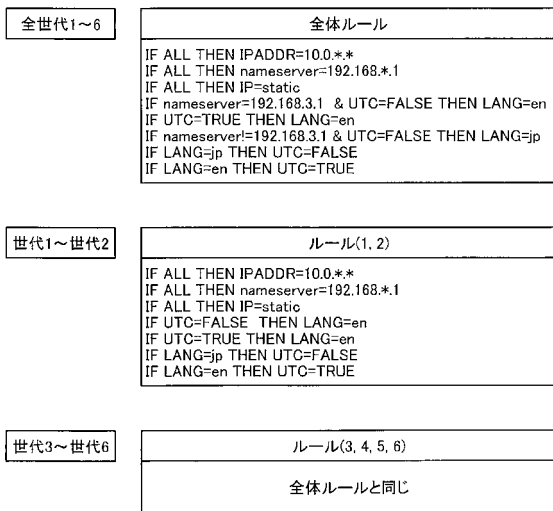 全世代1～6
全体ルール
IF ALL THEN IPADDR=10.0.*.*
IF ALL THEN nameserver=192.168.*.1
IF ALL THEN IP=static
IF nameserver=192.168.3.1 & UTC=FALSE THEN LANG=en
IF UTC=TRUE THEN LANG=en
IF nameserver!=192.168.3.1 & UTC=FALSE THEN LANG=jp
IF LANG=jp THEN UTC=FALSE
IF LANG=en THEN UTC=TRUE
世代1～世代2
ルール(1, 2)
IF ALL THEN IPADDR=10.0.*.*
IF ALL THEN nameserver=192.168.*.1
IF ALL THEN IP=static
IF UTC=FALSE THEN LANG=en
IF UTC=TRUE THEN LANG=en
IF LANG=jp THEN UTC=FALSE
IF LANG=en THEN UTC=TRUE
世代3～世代6
ルール(3, 4, 5, 6)
全体ルールと同じ